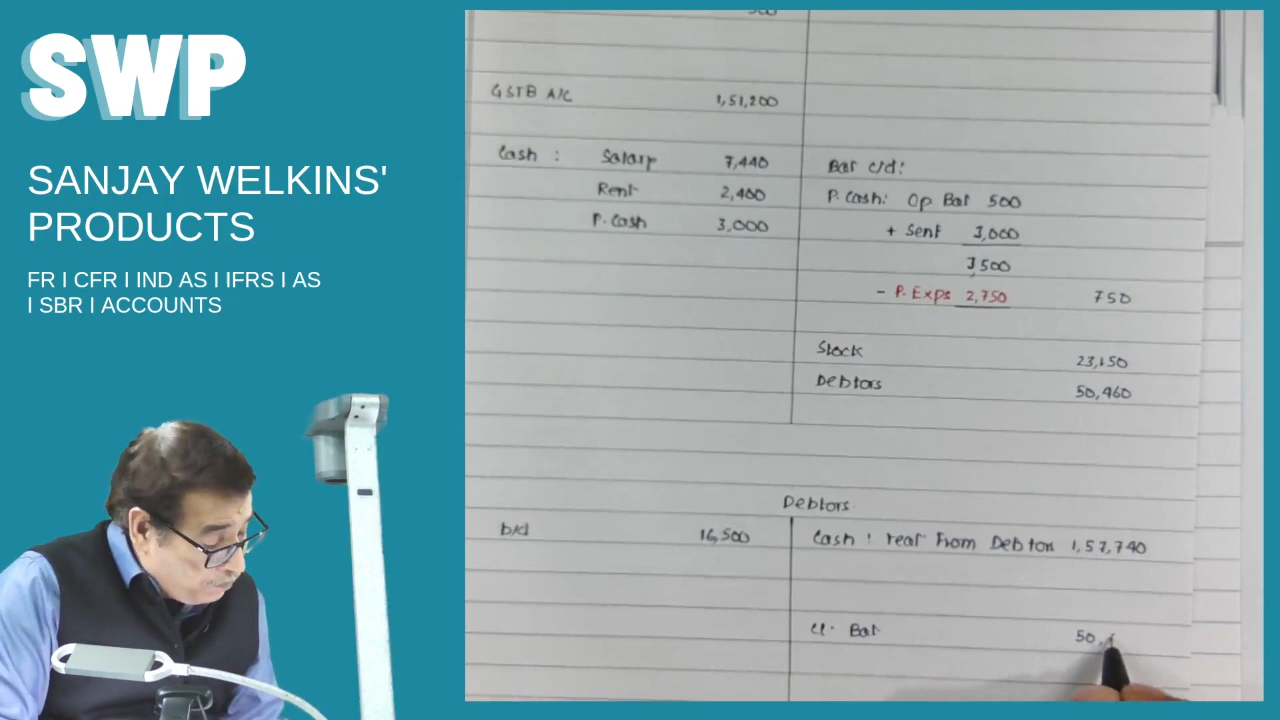 SWP
SANJAY WELKINS'
PRODUCTS
FR I CFR I IND AS I IFRS I AS
I SBR I ACCOUNTS
GSTB A/C 1,51,200
Cash : Salary 7,440
Rent 2,400
P. Cash 3,000
Bal c/d:
P. Cash: Op Bal 500
+ Sent 3,000
3,500
- P. Exps 2,750 750
Stock 23,150
Debtors 50,460
Debtors
b/d 16,500
Cash : recd from Debtors 1,57,740
Cl. Bal 50,